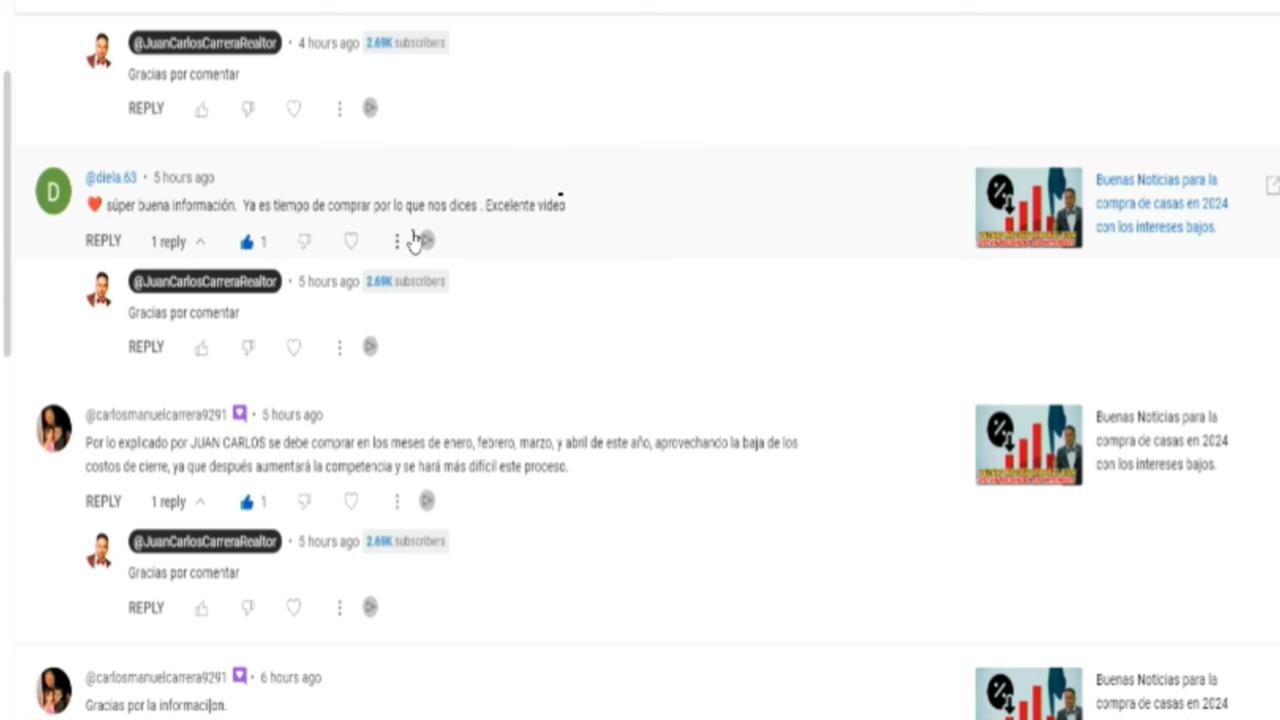 @JuanCarlosCarreraRealtor • 4 hours ago 2.69K subscribers
Gracias por comentar
REPLY
@diela.63 • 5 hours ago
súper buena información. Ya es tiempo de comprar por lo que nos dices . Excelente video
REPLY 1 reply 1
Buenas Noticias para la
compra de casas en 2024
con los intereses bajos.
@JuanCarlosCarreraRealtor • 5 hours ago 2.69K subscribers
Gracias por comentar
REPLY
@carlosmanuelcarrera9291 • 5 hours ago
Por lo explicado por JUAN CARLOS se debe comprar en los meses de enero, febrero, marzo, y abril de este año, aprovechando la baja de los
costos de cierre, ya que después aumentará la competencia y se hará más difícil este proceso.
REPLY 1 reply 1
Buenas Noticias para la
compra de casas en 2024
con los intereses bajos.
@JuanCarlosCarreraRealtor • 5 hours ago 2.69K subscribers
Gracias por comentar
REPLY
@carlosmanuelcarrera9291 • 6 hours ago
Gracias por la information.
Buenas Noticias para la
compra de casas en 2024